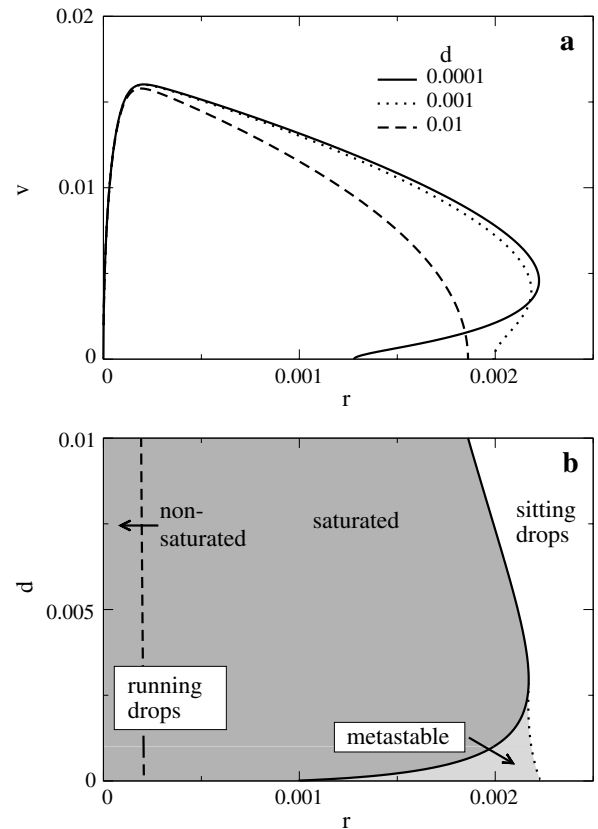 0.02
a
d
0.0001
0.001
0.01
v
0.01
0
0
0.001
0.002
r
0.01
b
non-
saturated
saturated
sitting
drops
d
0.005
running
drops
metastable
0
0
0.001
0.002
r